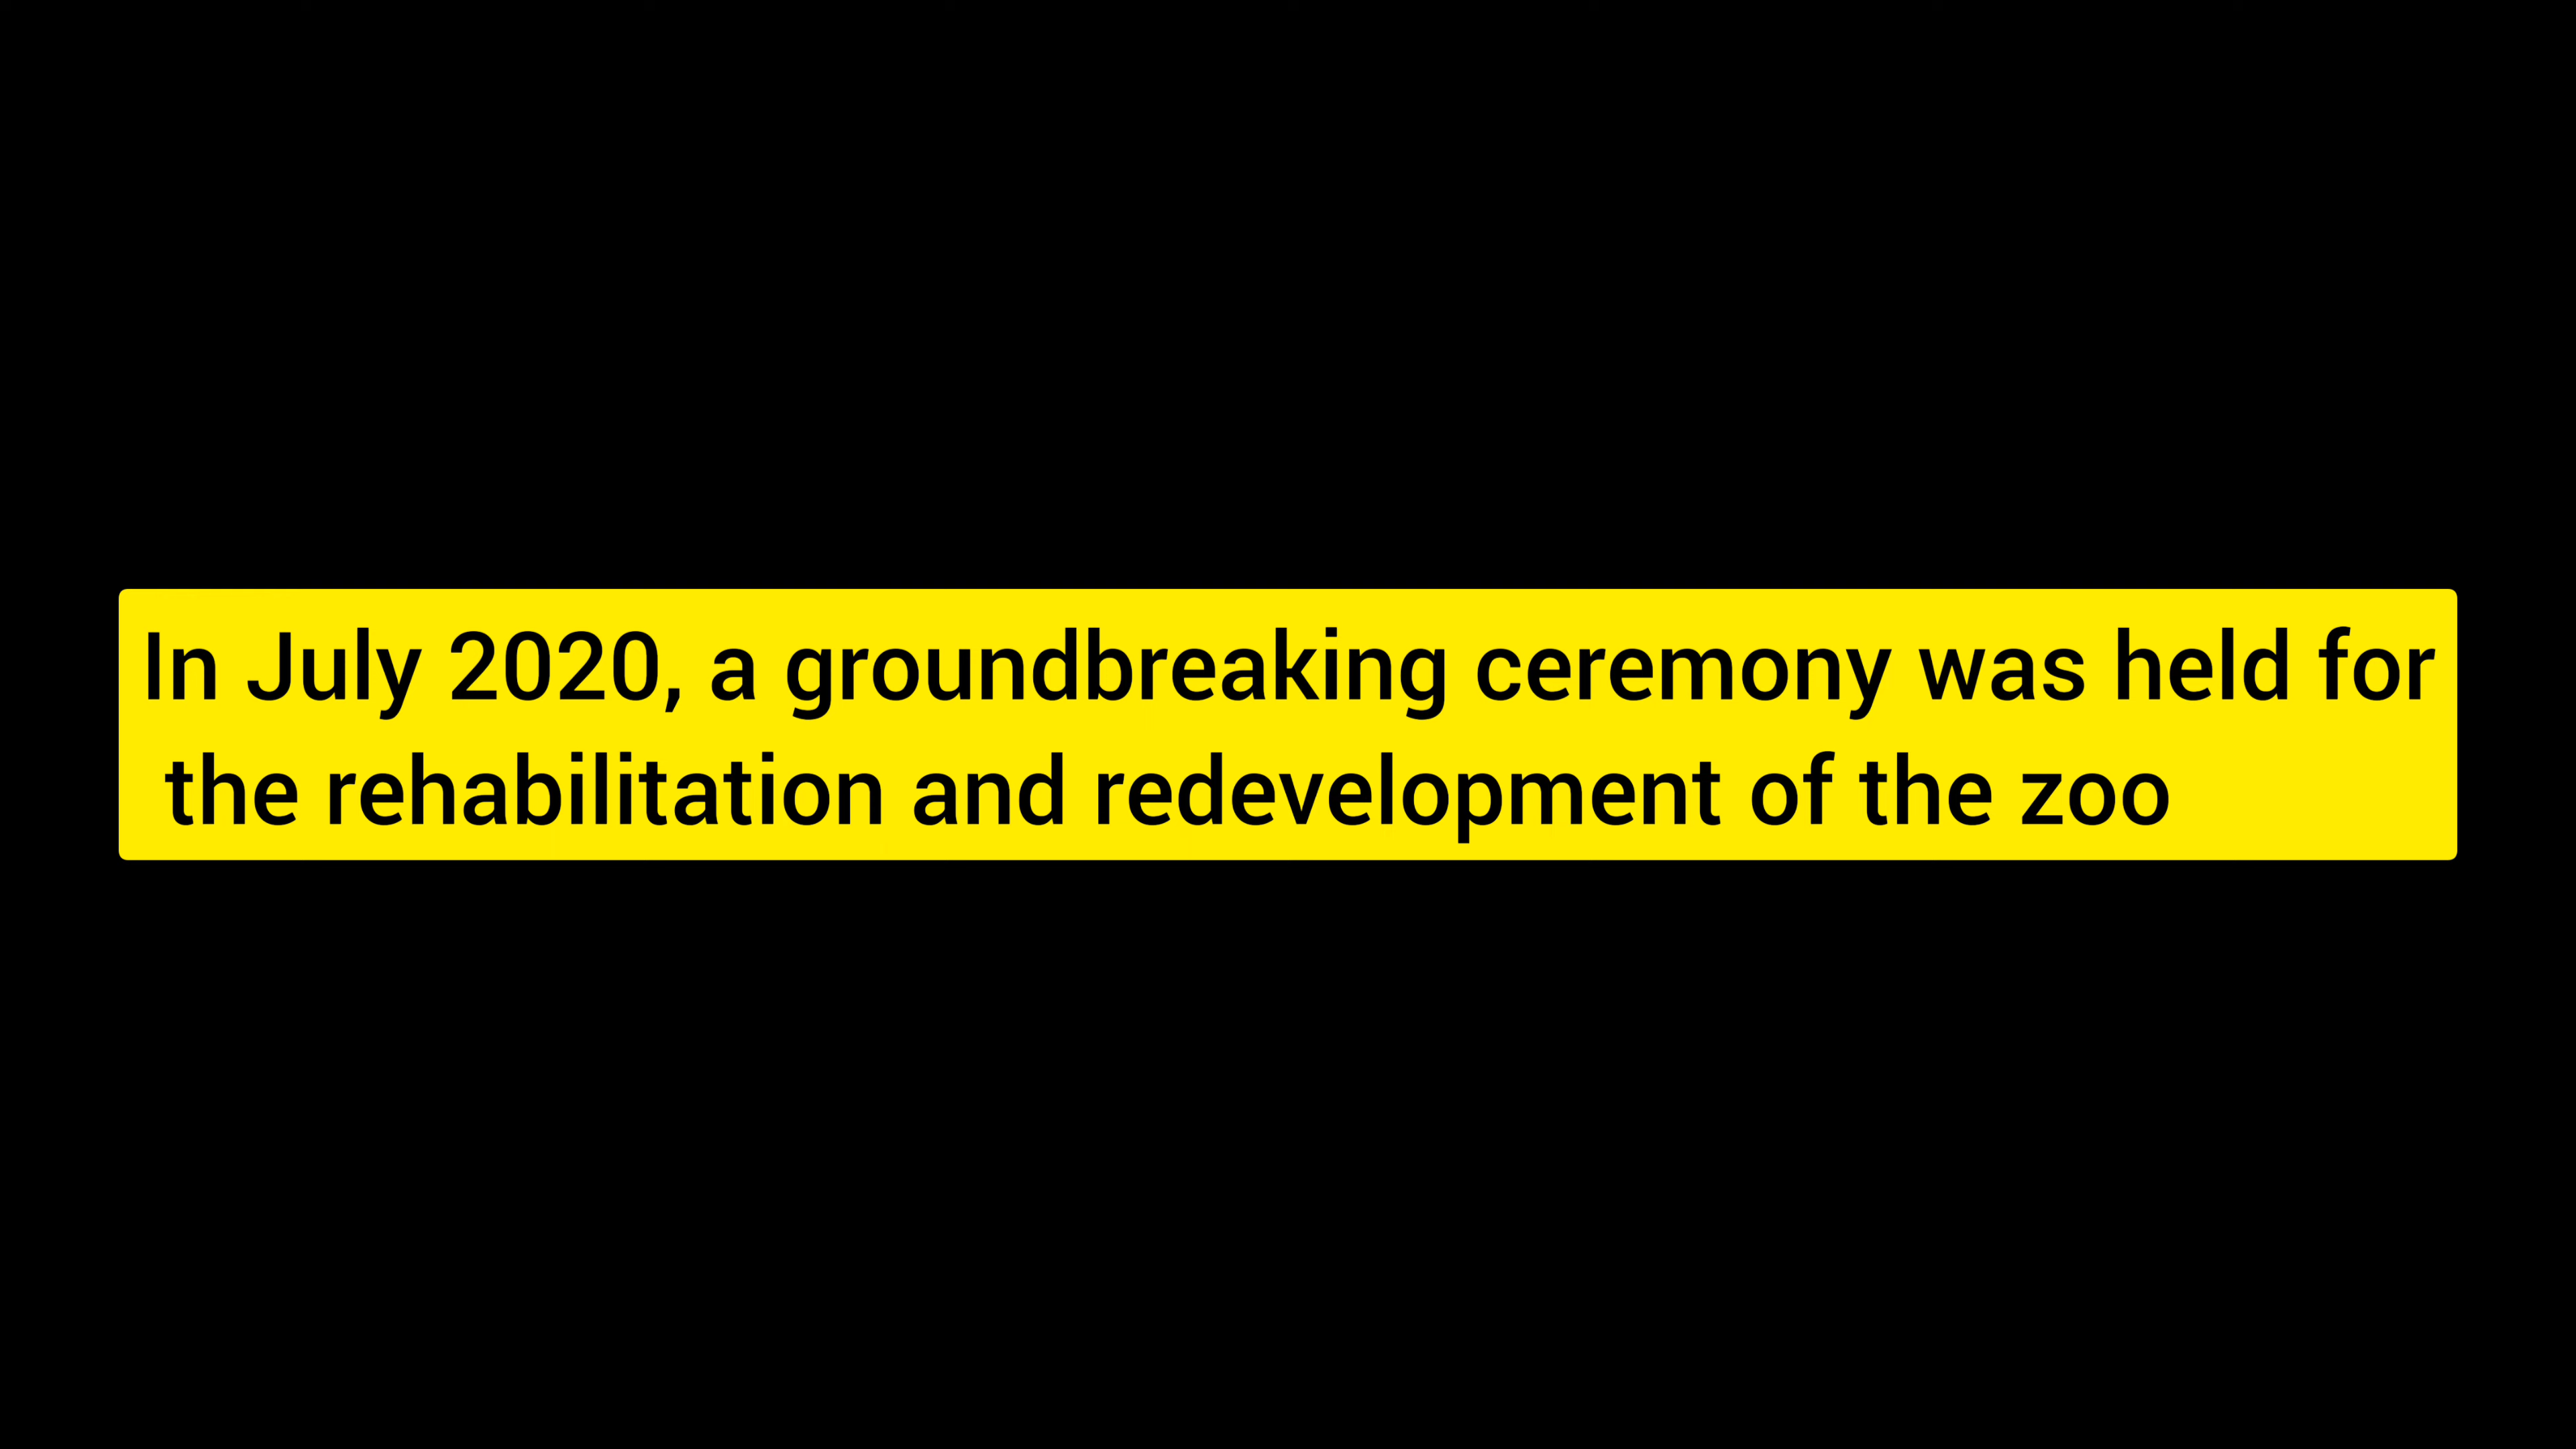 In July 2020, a groundbreaking ceremony was held for
the rehabilitation and redevelopment of the zoo